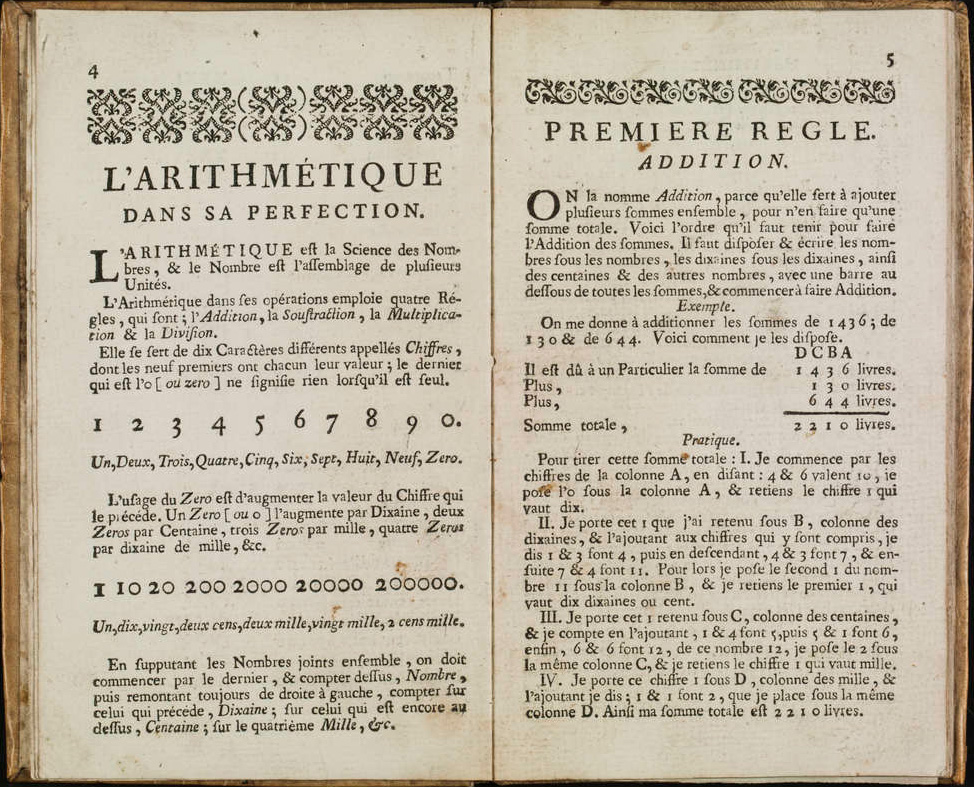 4
L'ARITHMÉTIQUE
DANS SA PERFECTION.
L'ARITHMÉTIQUE eſt la Science des Nom-
bres, & le Nombre eſt l'aſſemblage de pluſieurs
Unités.
L'Arithmétique dans ſes opérations emploie quatre Ré-
gles, qui ſont ; l'Addition, la Souſtraction, la Multiplica-
tion & la Diviſion.
Elle ſe ſert de dix Caractères différents appellés Chiffres,
dont les neuf premiers ont chacun leur valeur ; le dernier
qui eſt l'o [ ou zero ] ne ſignifie rien lorſqu'il eſt ſeul.
1 2 3 4 5 6 7 8 9 0.
Un, Deux, Trois, Quatre, Cinq, Six, Sept, Huit, Neuf, Zero.
L'uſage du Zero eſt d'augmenter la valeur du Chiffre qui
le précéde. Un Zero [ ou o ] l'augmente par Dixaine, deux
Zeros par Centaine, trois Zeros par mille, quatre Zeros
par dixaine de mille, &c.
1 10 20 200 2000 20000 200000.
Un, dix, vingt, deux cens, deux mille, vingt mille, 2 cens mille.
En ſupputant les Nombres joints enſemble, on doit
commencer par le dernier, & compter deſſus, Nombre,
puis remontant toujours de droite à gauche, compter ſur
celui qui précéde, Dixaine ; ſur celui qui eſt encore au
deſſus, Centaine ; ſur le quatrième Mille, &c.
5
PREMIERE REGLE.
ADDITION.
ON la nomme Addition, parce qu'elle ſert à ajouter
pluſieurs ſommes enſemble, pour n'en faire qu'une
ſomme totale. Voici l'ordre qu'il faut tenir pour faire
l'Addition des ſommes. Il faut diſpoſer & écrire les nom-
bres ſous les nombres, les dixaines ſous les dixaines, ainſi
des centaines & des autres nombres, avec une barre au
deſſous de toutes les ſommes, & commencer à faire Addition.
Exemple.
On me donne à additionner les ſommes de 1436 ; de
130 & de 644. Voici comment je les diſpoſe.
D C B A
Il eſt dû à un Particulier la ſomme de 1 4 3 6 livres.
Plus, 1 3 0 livres.
Plus, 6 4 4 livres.
Somme totale, 2 2 1 0 livres.
Pratique.
Pour tirer cette ſomme totale : I. Je commence par les
chiffres de la colonne A, en diſant : 4 & 6 valent 10, je
poſe l'o ſous la colonne A, & retiens le chiffre 1 qui
vaut dix.
II. Je porte cet 1 que j'ai retenu ſous B, colonne des
dixaines, & l'ajoutant aux chiffres qui y ſont compris, je
dis 1 & 3 font 4, puis en deſcendant, 4 & 3 font 7, & en-
ſuite 7 & 4 font 11. Pour lors je poſe le ſecond 1 du nom-
bre 11 ſous la colonne B, & je retiens le premier 1, qui
vaut dix dixaines ou cent.
III. Je porte cet 1 retenu ſous C, colonne des centaines,
& je compte en l'ajoutant, 1 & 4 font 5, puis 5 & 1 font 6,
enfin, 6 & 6 font 12, de ce nombre 12, je poſe le 2 ſous
la même colonne C, & je retiens le chiffre 1 qui vaut mille.
IV. Je porte ce chiffre 1 ſous D, colonne des mille, &
l'ajoutant je dis ; 1 & 1 font 2, que je place ſous la même
colonne D. Ainſi ma ſomme totale eſt 2 2 1 0 livres.